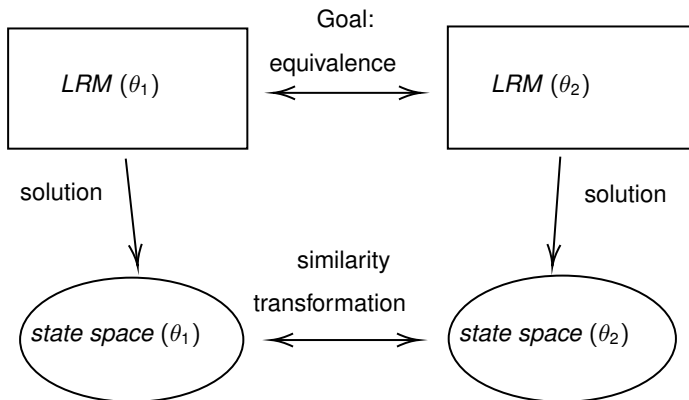 Goal:
equivalence
LRM (θ₁)
LRM (θ₂)
solution
solution
similarity
transformation
state space (θ₁)
state space (θ₂)